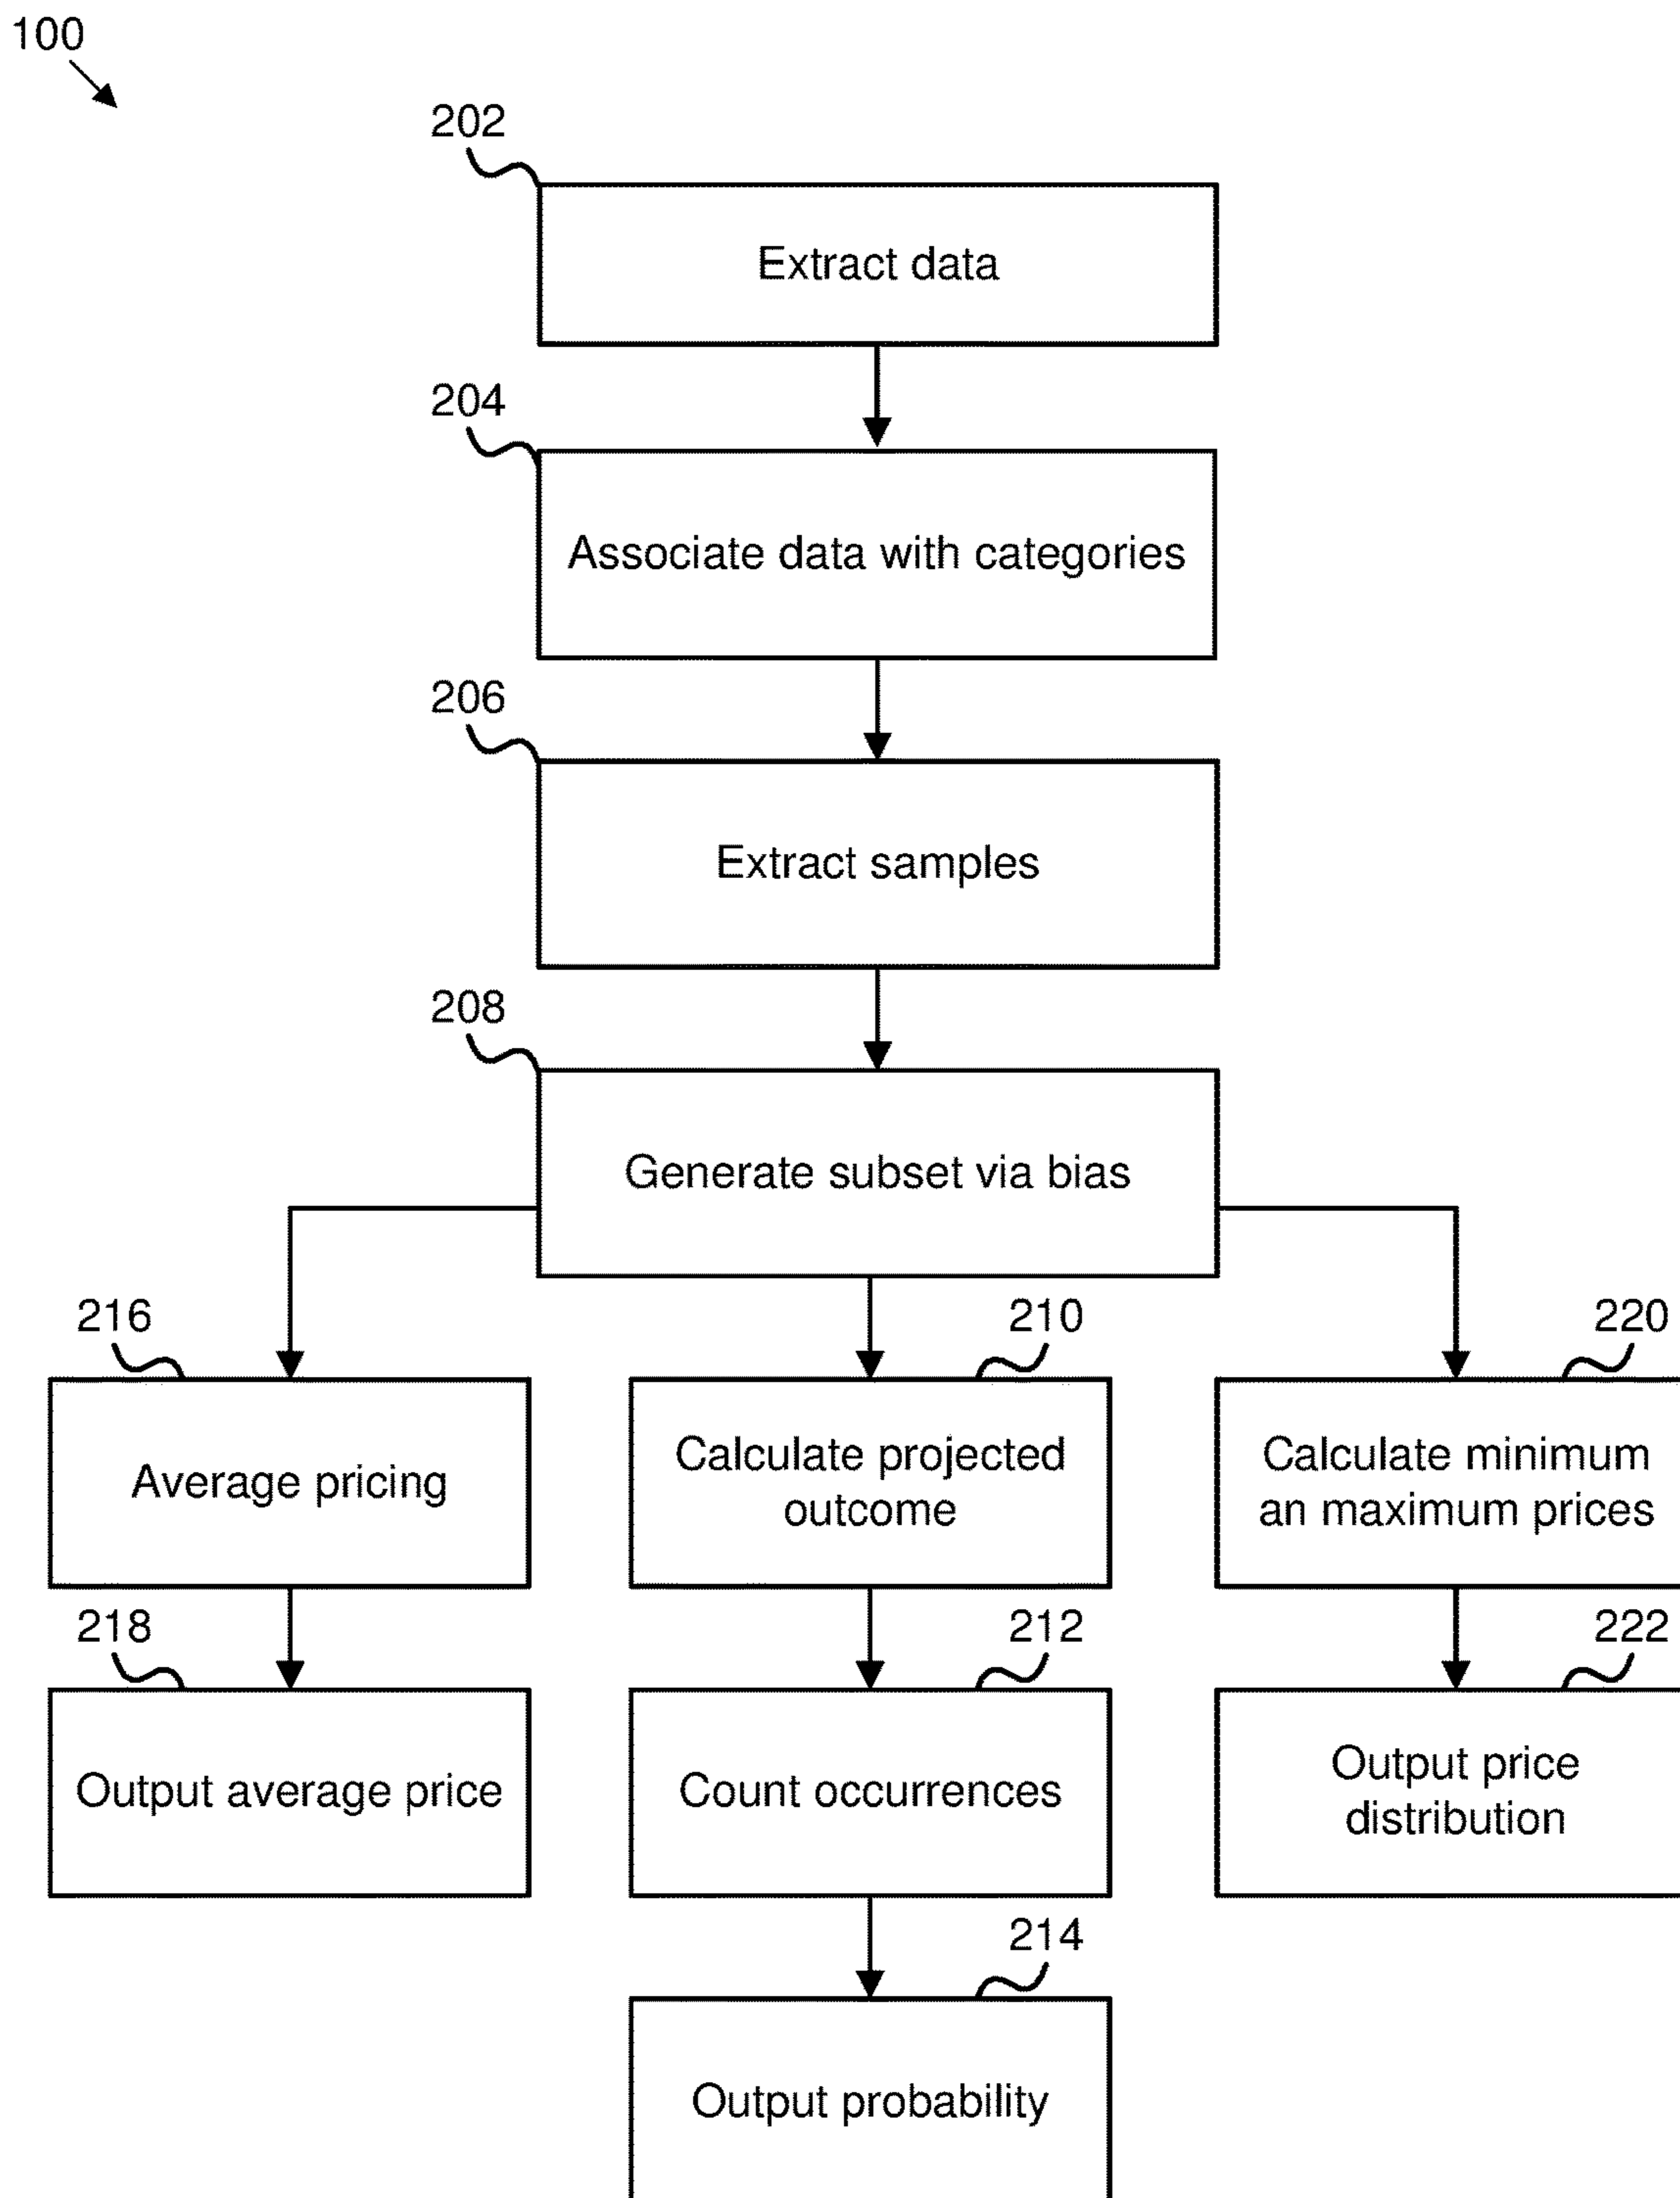 100
202
Extract data
204
Associate data with categories
206
Extract samples
208
Generate subset via bias
216
210
220
Average pricing
Calculate projected
outcome
Calculate minimum
an maximum prices
218
212
222
Output average price
Count occurrences
Output price
distribution
214
Output probability